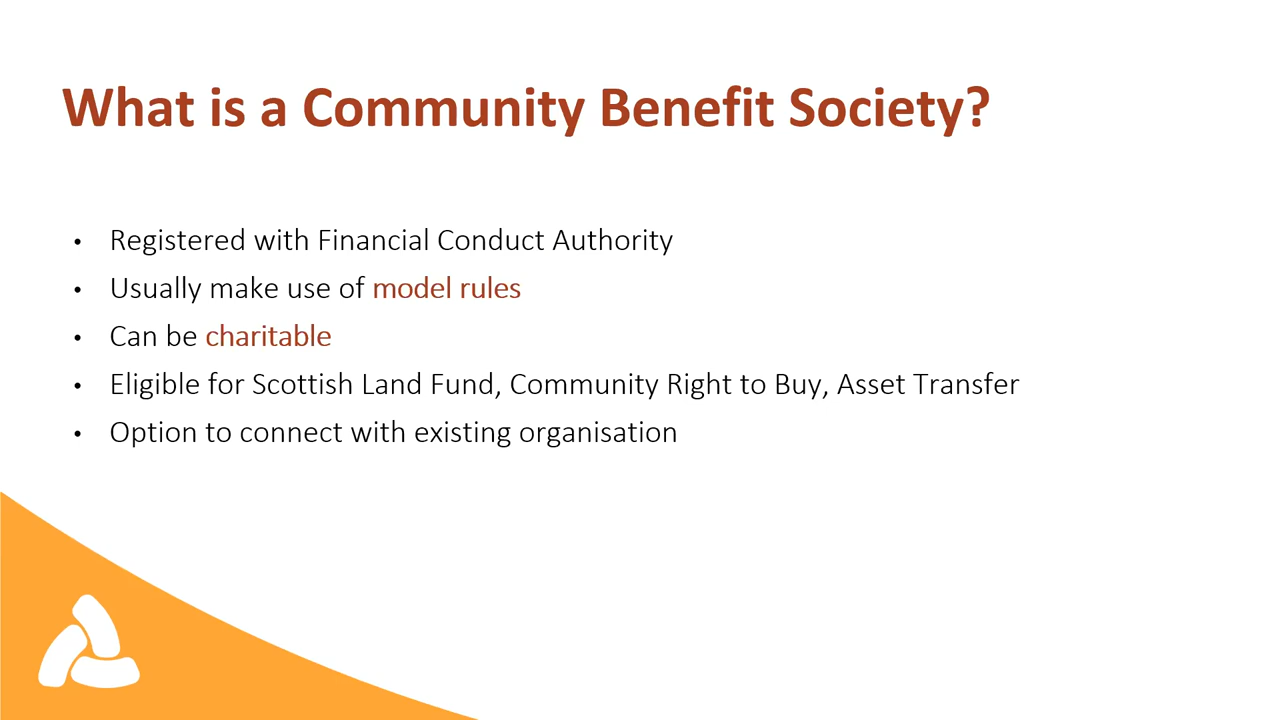 What is a Community Benefit Society?
• Registered with Financial Conduct Authority
• Usually make use of model rules
• Can be charitable
• Eligible for Scottish Land Fund, Community Right to Buy, Asset Transfer
• Option to connect with existing organisation